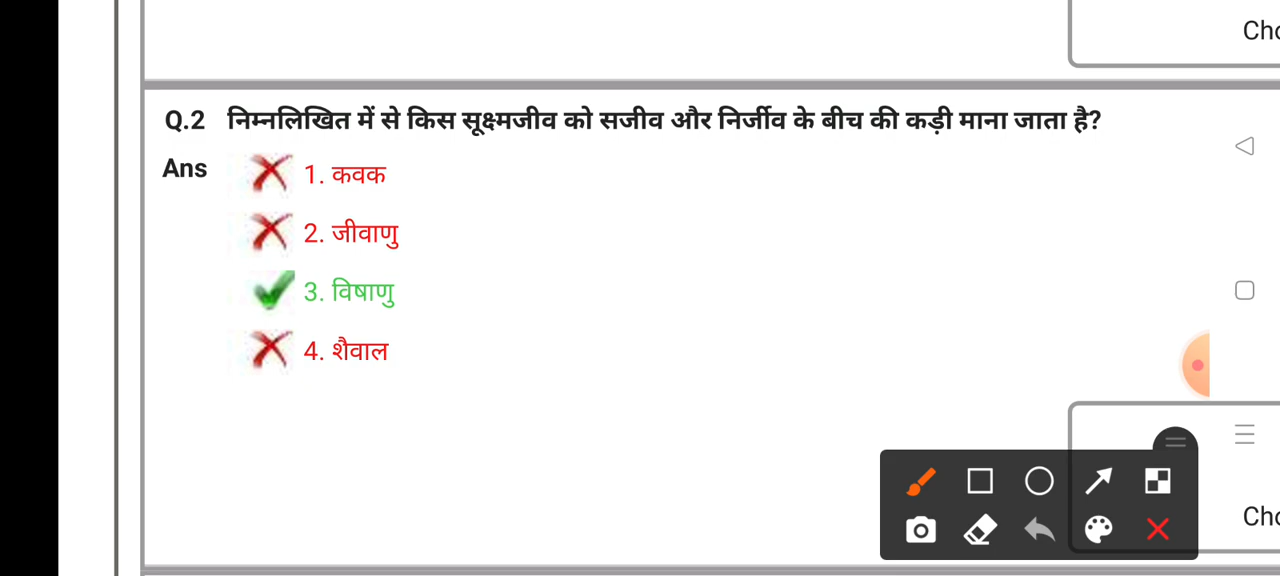 Cho
Q.2 निम्नलिखित में से किस सूक्ष्मजीव को सजीव और निर्जीव के बीच की कड़ी माना जाता है?
Ans 1. कवक
2. जीवाणु
3. विषाणु
4. शैवाल
Cho